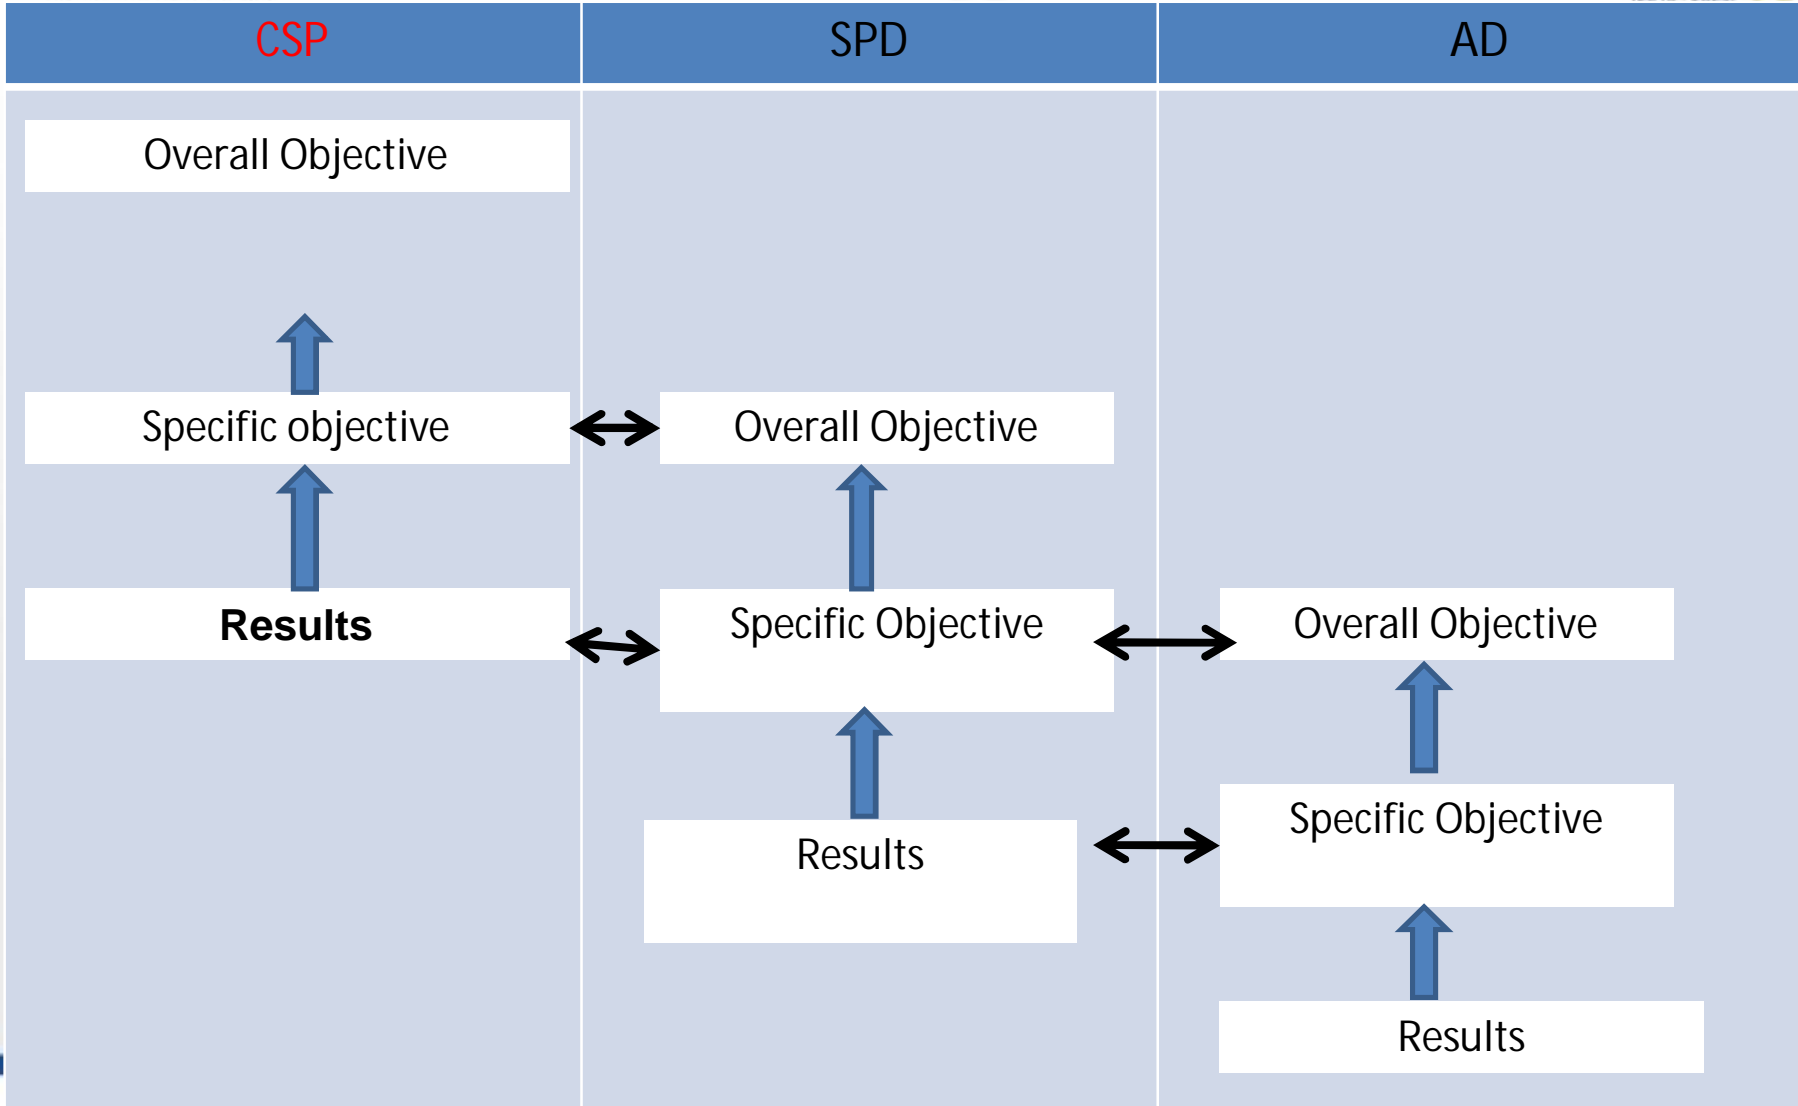 CSP
SPD
AD
Overall Objective
Specific objective
Overall Objective
Results
Specific Objective
Overall Objective
Results
Specific Objective
Results